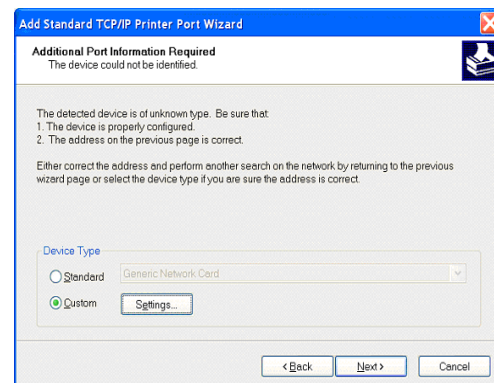 Add Standard TCP/IP Printer Port Wizard
Additional Port Information Required
The device could not be identified.
The detected device is of unknown type. Be sure that:
1. The device is properly configured.
2. The address on the previous page is correct.
Either correct the address and perform another search on the network by returning to the previous
wizard page or select the device type if you are sure the address is correct.
Device Type
Standard
Generic Network Card
Custom
Settings...
< Back
Next >
Cancel